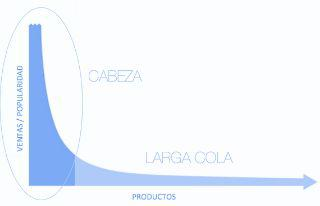 CABEZA
VENTAS / POPULARIDAD
LARGA COLA
PRODUCTOS